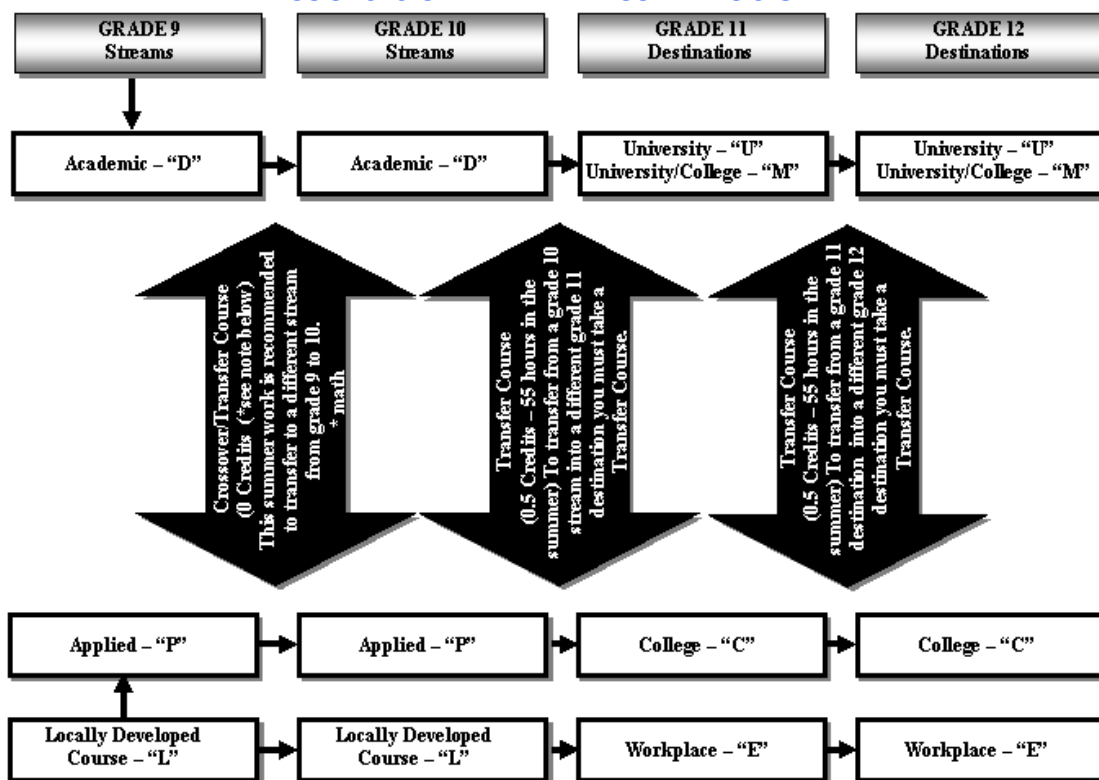 GRADE 9
Streams
GRADE 10
Streams
GRADE 11
Destinations
GRADE 12
Destinations
Academic – “D”
Academic – “D”
University – “U”
University/College – “M”
University – “U”
University/College – “M”
Crossover/Transfer Course
(0 Credits (*see note below)
This summer work is recommended
to transfer to a different stream
from grade 9 to 10.
* math
Transfer Course
(0.5 Credits – 55 hours in the
summer) To transfer from a grade 10
stream into a different grade 11
destination you must take a
Transfer Course.
Transfer Course
(0.5 Credits – 55 hours in the
summer) To transfer from a grade 11
destination into a different grade 12
destination you must take a
Transfer Course.
Applied – “P”
Applied – “P”
College – “C”
College – “C”
Locally Developed
Course – “L”
Locally Developed
Course – “L”
Workplace – “E”
Workplace – “E”